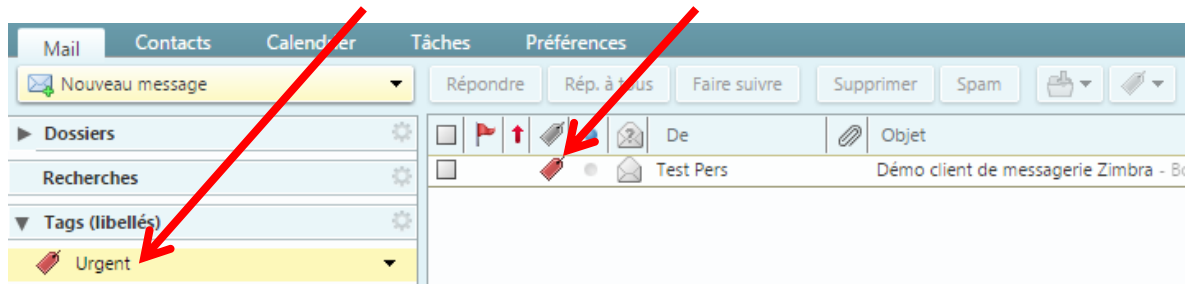 Mail Contacts Calendrier Tâches Préférences
Nouveau message Répondre Rép. à tous Faire suivre Supprimer Spam
Dossiers De Objet
Recherches Test Pers Démo client de messagerie Zimbra -
Tags (libellés)
Urgent